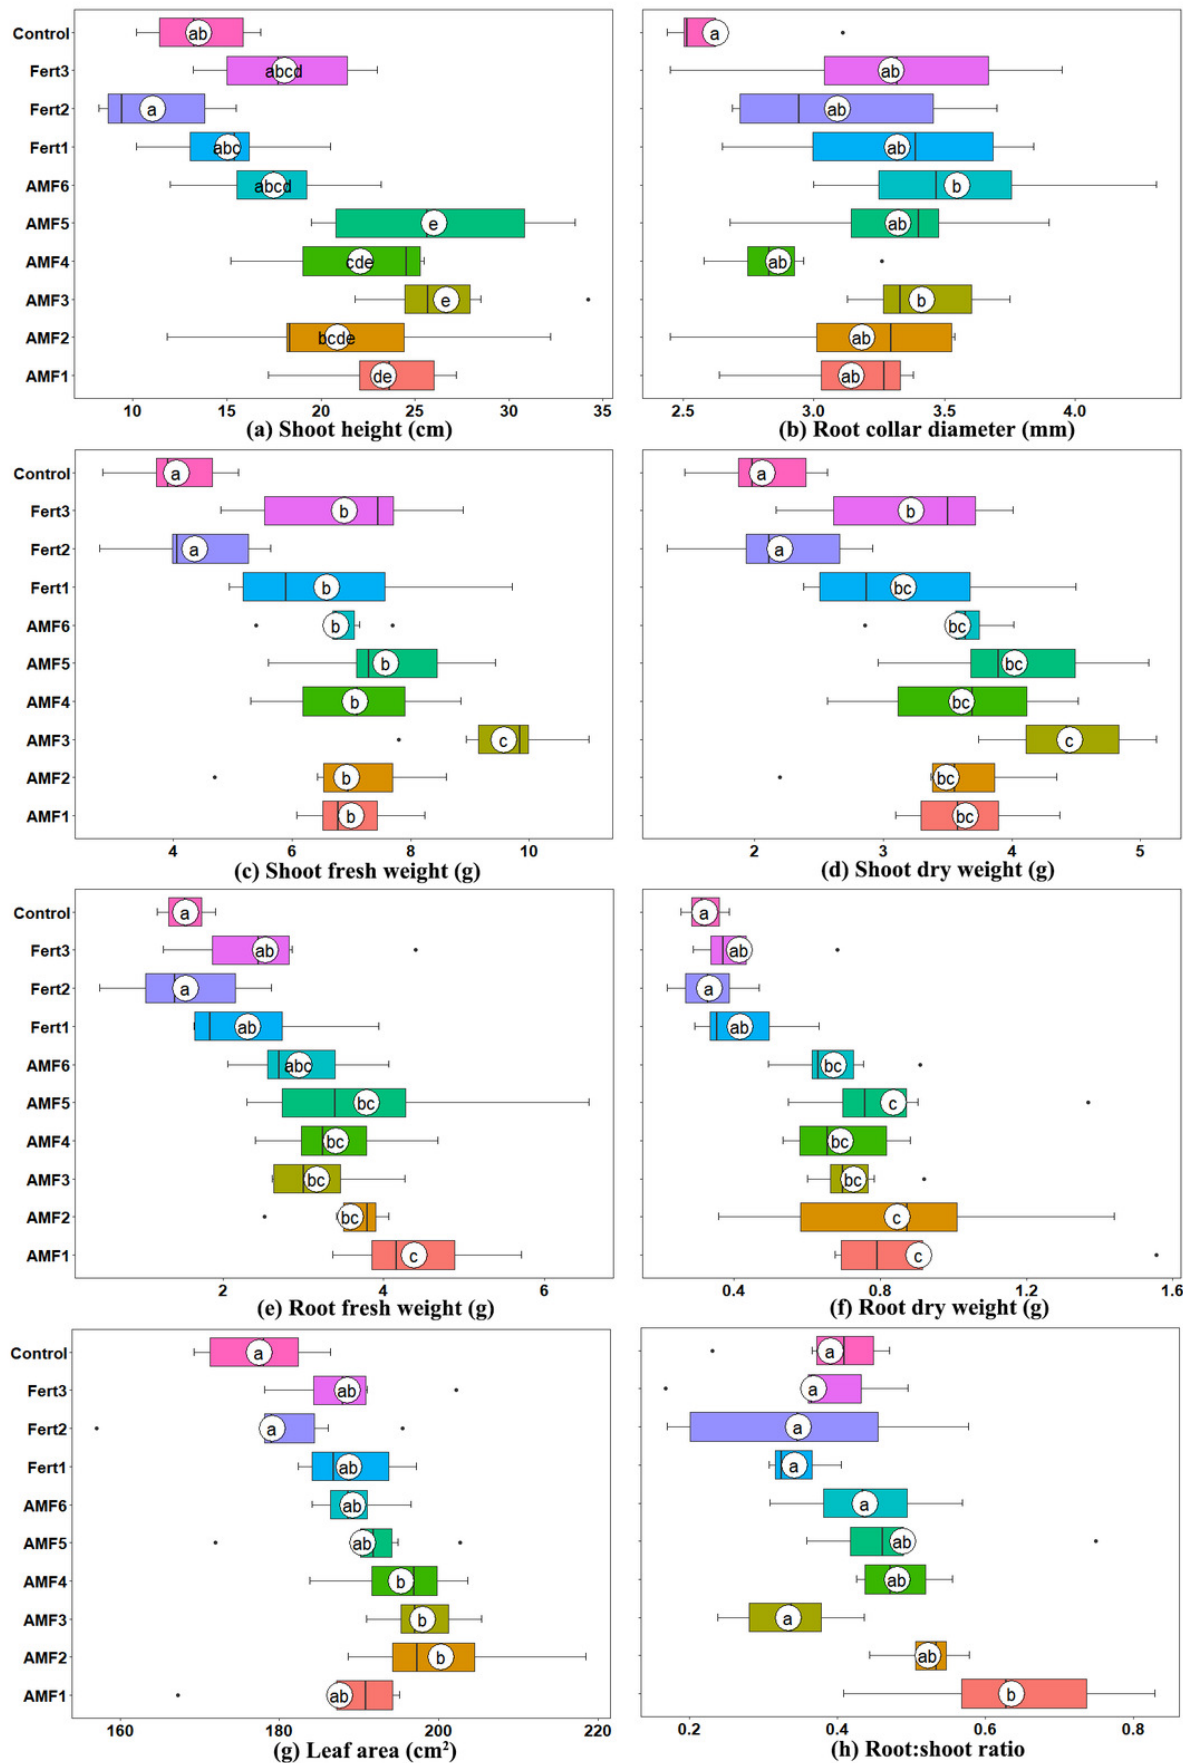 Control ab
Fert3 abcd
Fert2 a
Fert1 abc
AMF6 abcd
AMF5 e
AMF4 cde
AMF3 e
AMF2 bcde
AMF1 de
10 15 20 25 30 35
(a) Shoot height (cm)
a
ab
ab
ab
b
ab
ab
b
ab
ab
2.5 3.0 3.5 4.0
(b) Root collar diameter (mm)
Control a
Fert3 b
Fert2 a
Fert1 b
AMF6 b
AMF5 b
AMF4 b
AMF3 c
AMF2 b
AMF1 b
4 6 8 10
(c) Shoot fresh weight (g)
a
b
a
bc
bc
bc
bc
c
bc
bc
2 3 4 5
(d) Shoot dry weight (g)
Control a
Fert3 ab
Fert2 a
Fert1 ab
AMF6 abc
AMF5 bc
AMF4 bc
AMF3 bc
AMF2 bc
AMF1 c
2 4 6
(e) Root fresh weight (g)
a
ab
a
ab
bc
c
bc
bc
c
c
0.4 0.8 1.2 1.6
(f) Root dry weight (g)
Control a
Fert3 ab
Fert2 a
Fert1 ab
AMF6 ab
AMF5 ab
AMF4 b
AMF3 b
AMF2 b
AMF1 ab
160 180 200 220
(g) Leaf area (cm²)
a
a
a
a
a
ab
ab
a
ab
b
0.2 0.4 0.6 0.8
(h) Root:shoot ratio